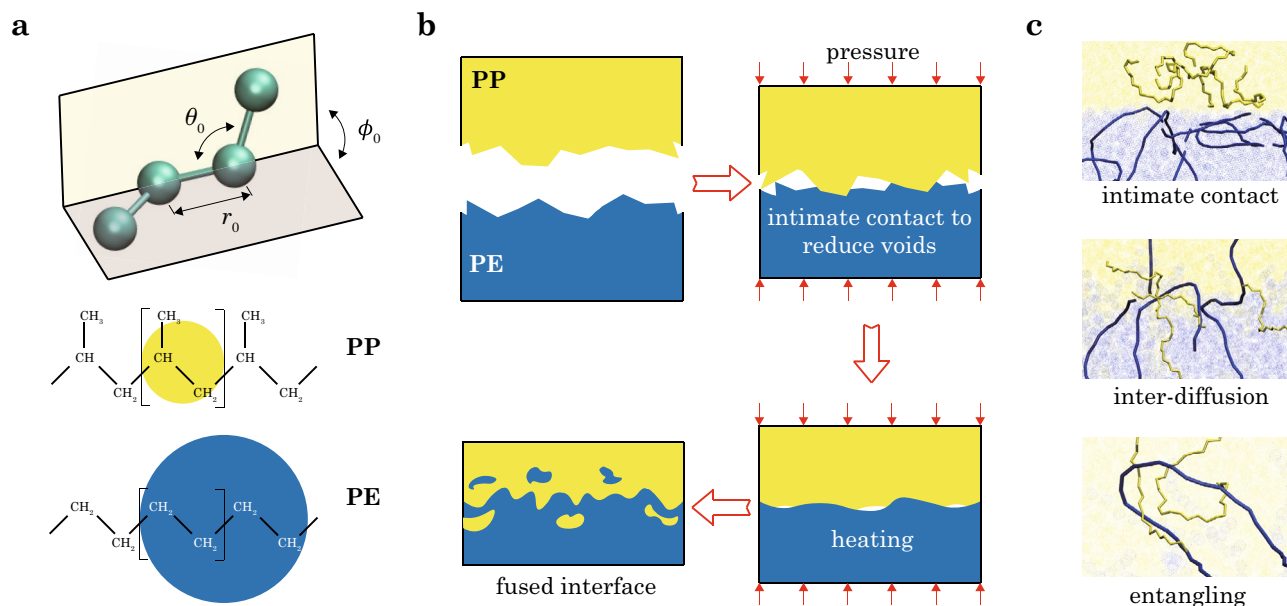 a
θ₀
ϕ₀
r₀
CH₃ CH₃ CH₃
CH CH CH
CH₂ CH₂ CH₂
PP
CH₂ CH₂ CH₂
CH₂ CH₂ CH₂
PE
b
PP
PE
pressure
intimate contact to
reduce voids
heating
fused interface
c
intimate contact
inter-diffusion
entangling